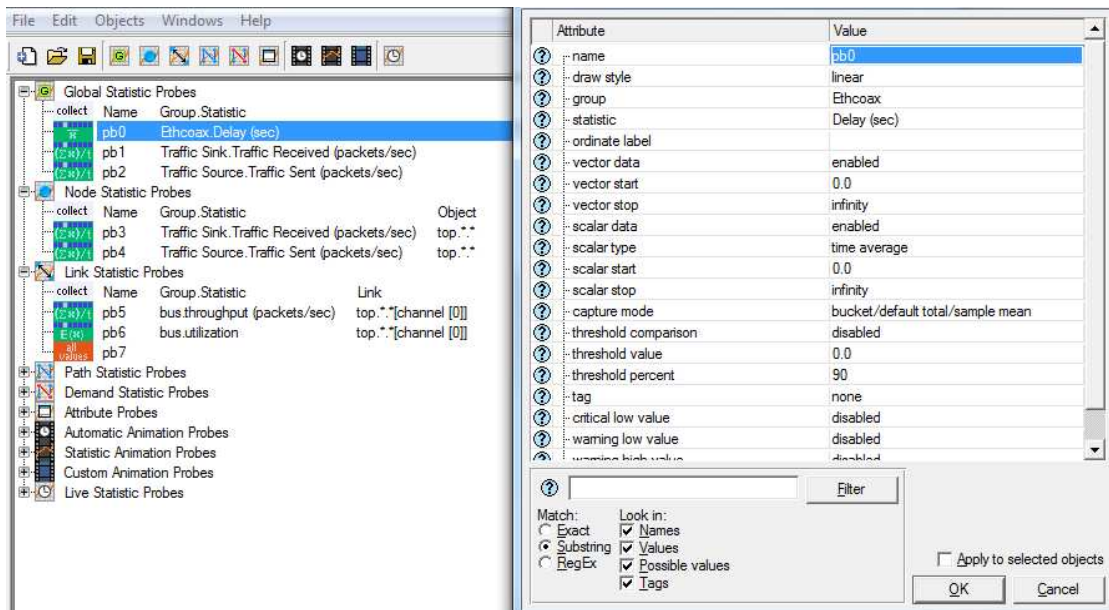 File Edit Objects Windows Help
Global Statistic Probes
collect Name Group.Statistic
pb0 Ethcoax.Delay (sec)
pb1 Traffic Sink.Traffic Received (packets/sec)
pb2 Traffic Source.Traffic Sent (packets/sec)
Node Statistic Probes
collect Name Group.Statistic Object
pb3 Traffic Sink.Traffic Received (packets/sec) top.*.*
pb4 Traffic Source.Traffic Sent (packets/sec) top.*.*
Link Statistic Probes
collect Name Group.Statistic Link
pb5 bus.throughput (packets/sec) top.*.*[channel [0]]
E(x) pb6 bus.utilization top.*.*[channel [0]]
all values pb7
Path Statistic Probes
Demand Statistic Probes
Attribute Probes
Automatic Animation Probes
Statistic Animation Probes
Custom Animation Probes
Live Statistic Probes
Attribute Value
name pb0
draw style linear
group Ethcoax
statistic Delay (sec)
ordinate label
vector data enabled
vector start 0.0
vector stop infinity
scalar data enabled
scalar type time average
scalar start 0.0
scalar stop infinity
capture mode bucket/default total/sample mean
threshold comparison disabled
threshold value 0.0
threshold percent 90
tag none
critical low value disabled
warning low value disabled
warning high value disabled
Filter
Match: Look in:
Exact Names
Substring Values
RegEx Possible values
Tags
Apply to selected objects
OK Cancel